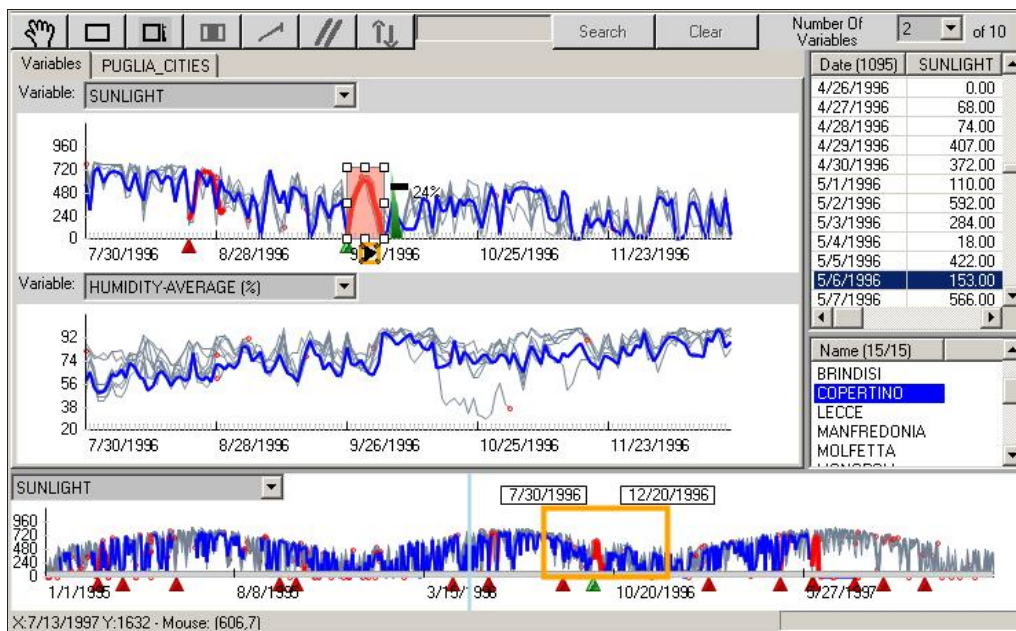 Search Clear Number Of Variables 2 of 10
Variables PUGLIA_CITIES
Variable: SUNLIGHT
960
720
480
240
0
24%
7/30/1996 8/28/1996 10/25/1996 11/23/1996
Variable: HUMIDITY-AVERAGE (%)
92
74
56
38
20
7/30/1996 8/28/1996 9/26/1996 10/25/1996 11/23/1996
Date (1095) SUNLIGHT
4/26/1996 0.00
4/27/1996 68.00
4/28/1996 74.00
4/29/1996 407.00
4/30/1996 372.00
5/1/1996 110.00
5/2/1996 592.00
5/3/1996 284.00
5/4/1996 18.00
5/5/1996 422.00
5/6/1996 153.00
5/7/1996 566.00
Name (15/15)
BRINDISI
COPERTINO
LECCE
MANFREDONIA
MOLFETTA
SUNLIGHT
7/30/1996 12/20/1996
960
720
480
240
0
1/1/1995 8/8/1995 10/20/1996
X:7/13/1997 Y:1632 - Mouse: (606,7)